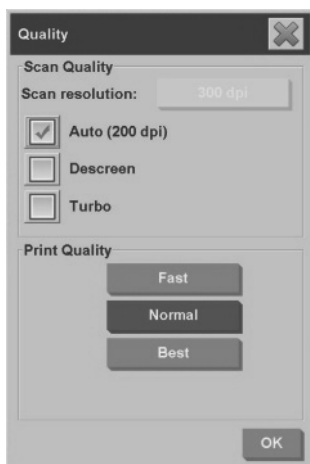 Quality
Scan Quality
Scan resolution: 300 dpi
Auto (200 dpi)
Descreen
Turbo
Print Quality
Fast
Normal
Best
OK